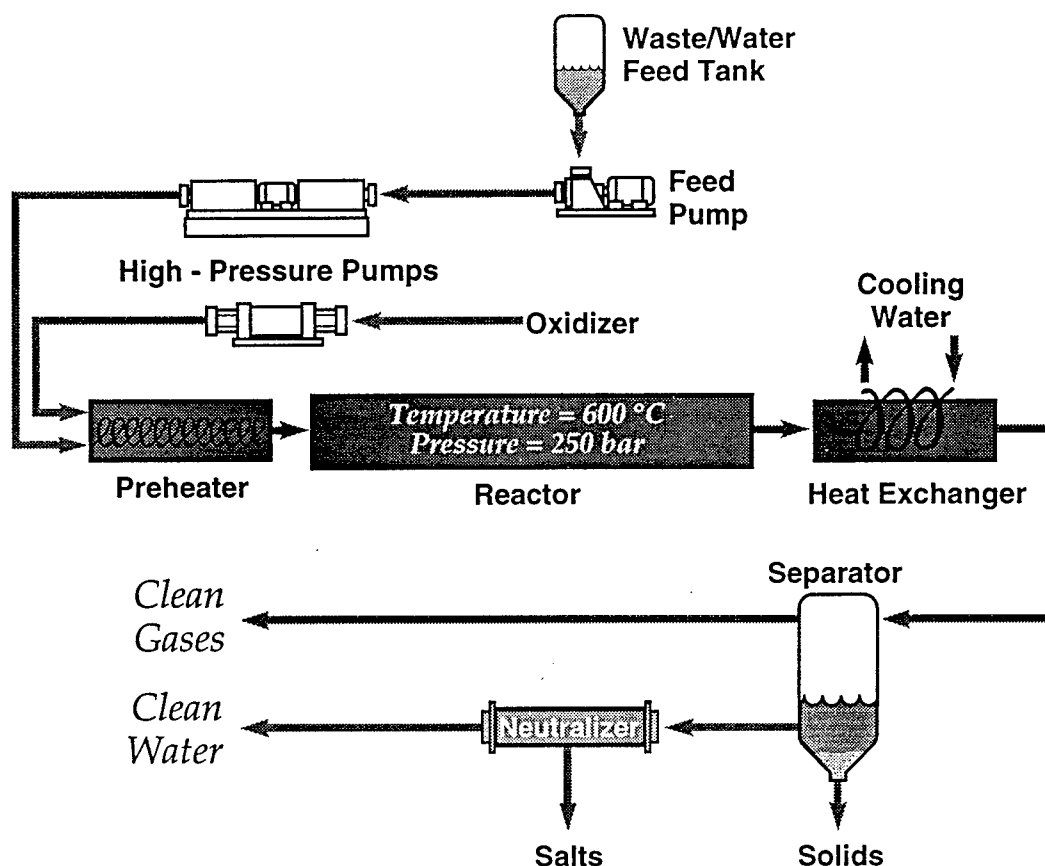 Waste/Water
Feed Tank
Feed
Pump
High - Pressure Pumps
Oxidizer
Cooling
Water
Temperature = 600 °C
Pressure = 250 bar
Preheater
Reactor
Heat Exchanger
Separator
Clean
Gases
Clean
Water
Neutralizer
Salts
Solids